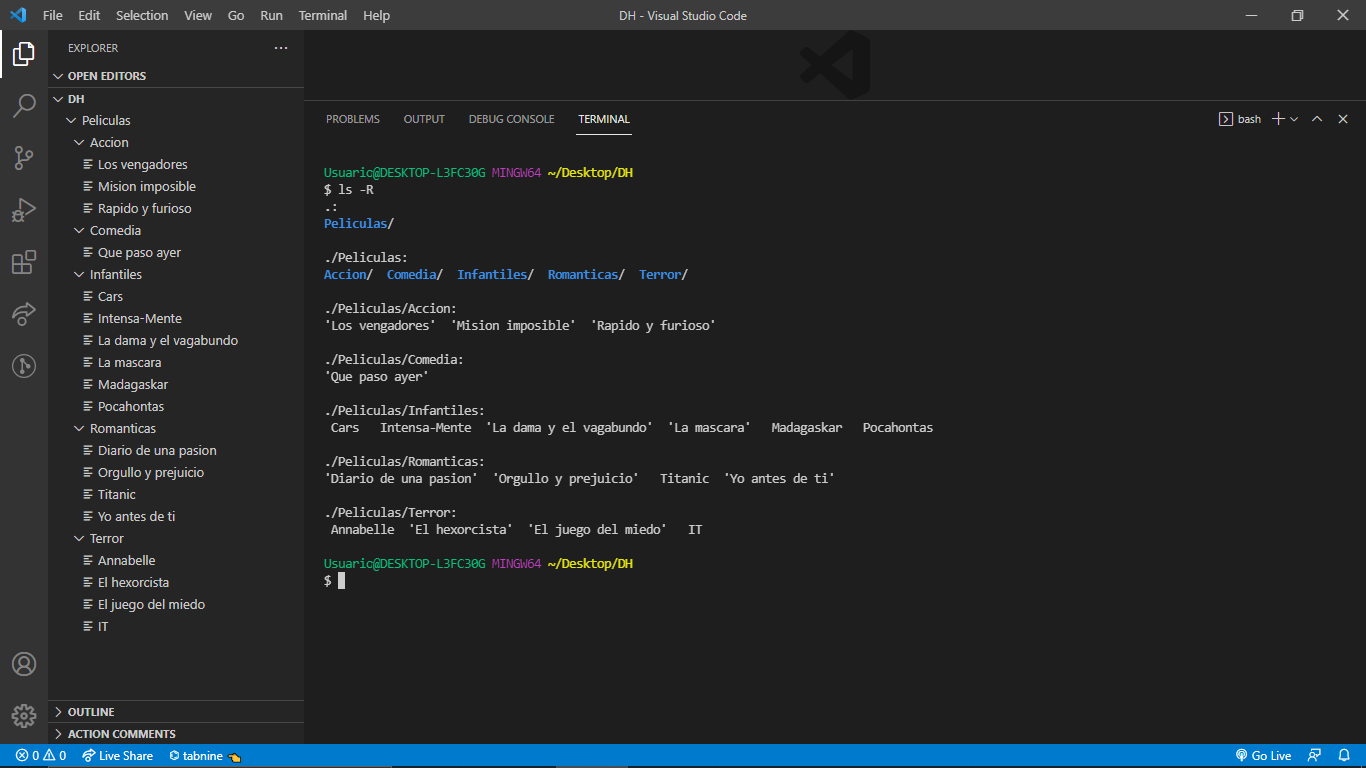 File Edit Selection View Go Run Terminal Help DH - Visual Studio Code
EXPLORER
OPEN EDITORS
DH
Peliculas
Accion
Los vengadores
Mision imposible
Rapido y furioso
Comedia
Que paso ayer
Infantiles
Cars
Intensa-Mente
La dama y el vagabundo
La mascara
Madagaskar
Pocahontas
Romanticas
Diario de una pasion
Orgullo y prejuicio
Titanic
Yo antes de ti
Terror
Annabelle
El hexorcista
El juego del miedo
IT
OUTLINE
ACTION COMMENTS
PROBLEMS OUTPUT DEBUG CONSOLE TERMINAL bash
Usuario@DESKTOP-L3FC30G MINGW64 ~/Desktop/DH
$ ls -R
.:
Peliculas/
./Peliculas:
Accion/ Comedia/ Infantiles/ Romanticas/ Terror/
./Peliculas/Accion:
'Los vengadores' 'Mision imposible' 'Rapido y furioso'
./Peliculas/Comedia:
'Que paso ayer'
./Peliculas/Infantiles:
Cars Intensa-Mente 'La dama y el vagabundo' 'La mascara' Madagaskar Pocahontas
./Peliculas/Romanticas:
'Diario de una pasion' 'Orgullo y prejuicio' Titanic 'Yo antes de ti'
./Peliculas/Terror:
Annabelle 'El hexorcista' 'El juego del miedo' IT
Usuario@DESKTOP-L3FC30G MINGW64 ~/Desktop/DH
$
0 0 Live Share tabnine Go Live